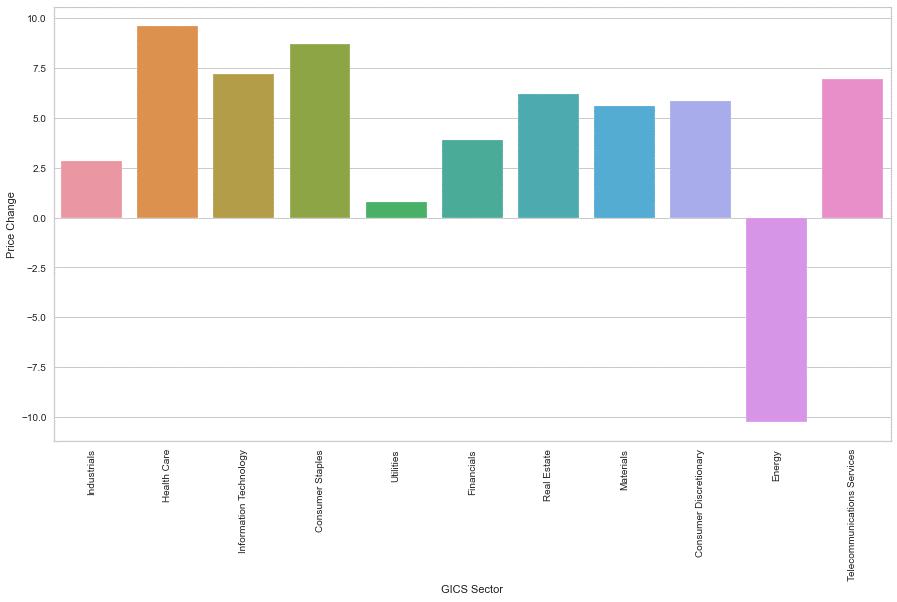 10.0
7.5
5.0
2.5
0.0
−2.5
−5.0
−7.5
−10.0
Price Change
Industrials
Health Care
Information Technology
Consumer Staples
Utilities
Financials
Real Estate
Materials
Consumer Discretionary
Energy
Telecommunications Services
GICS Sector